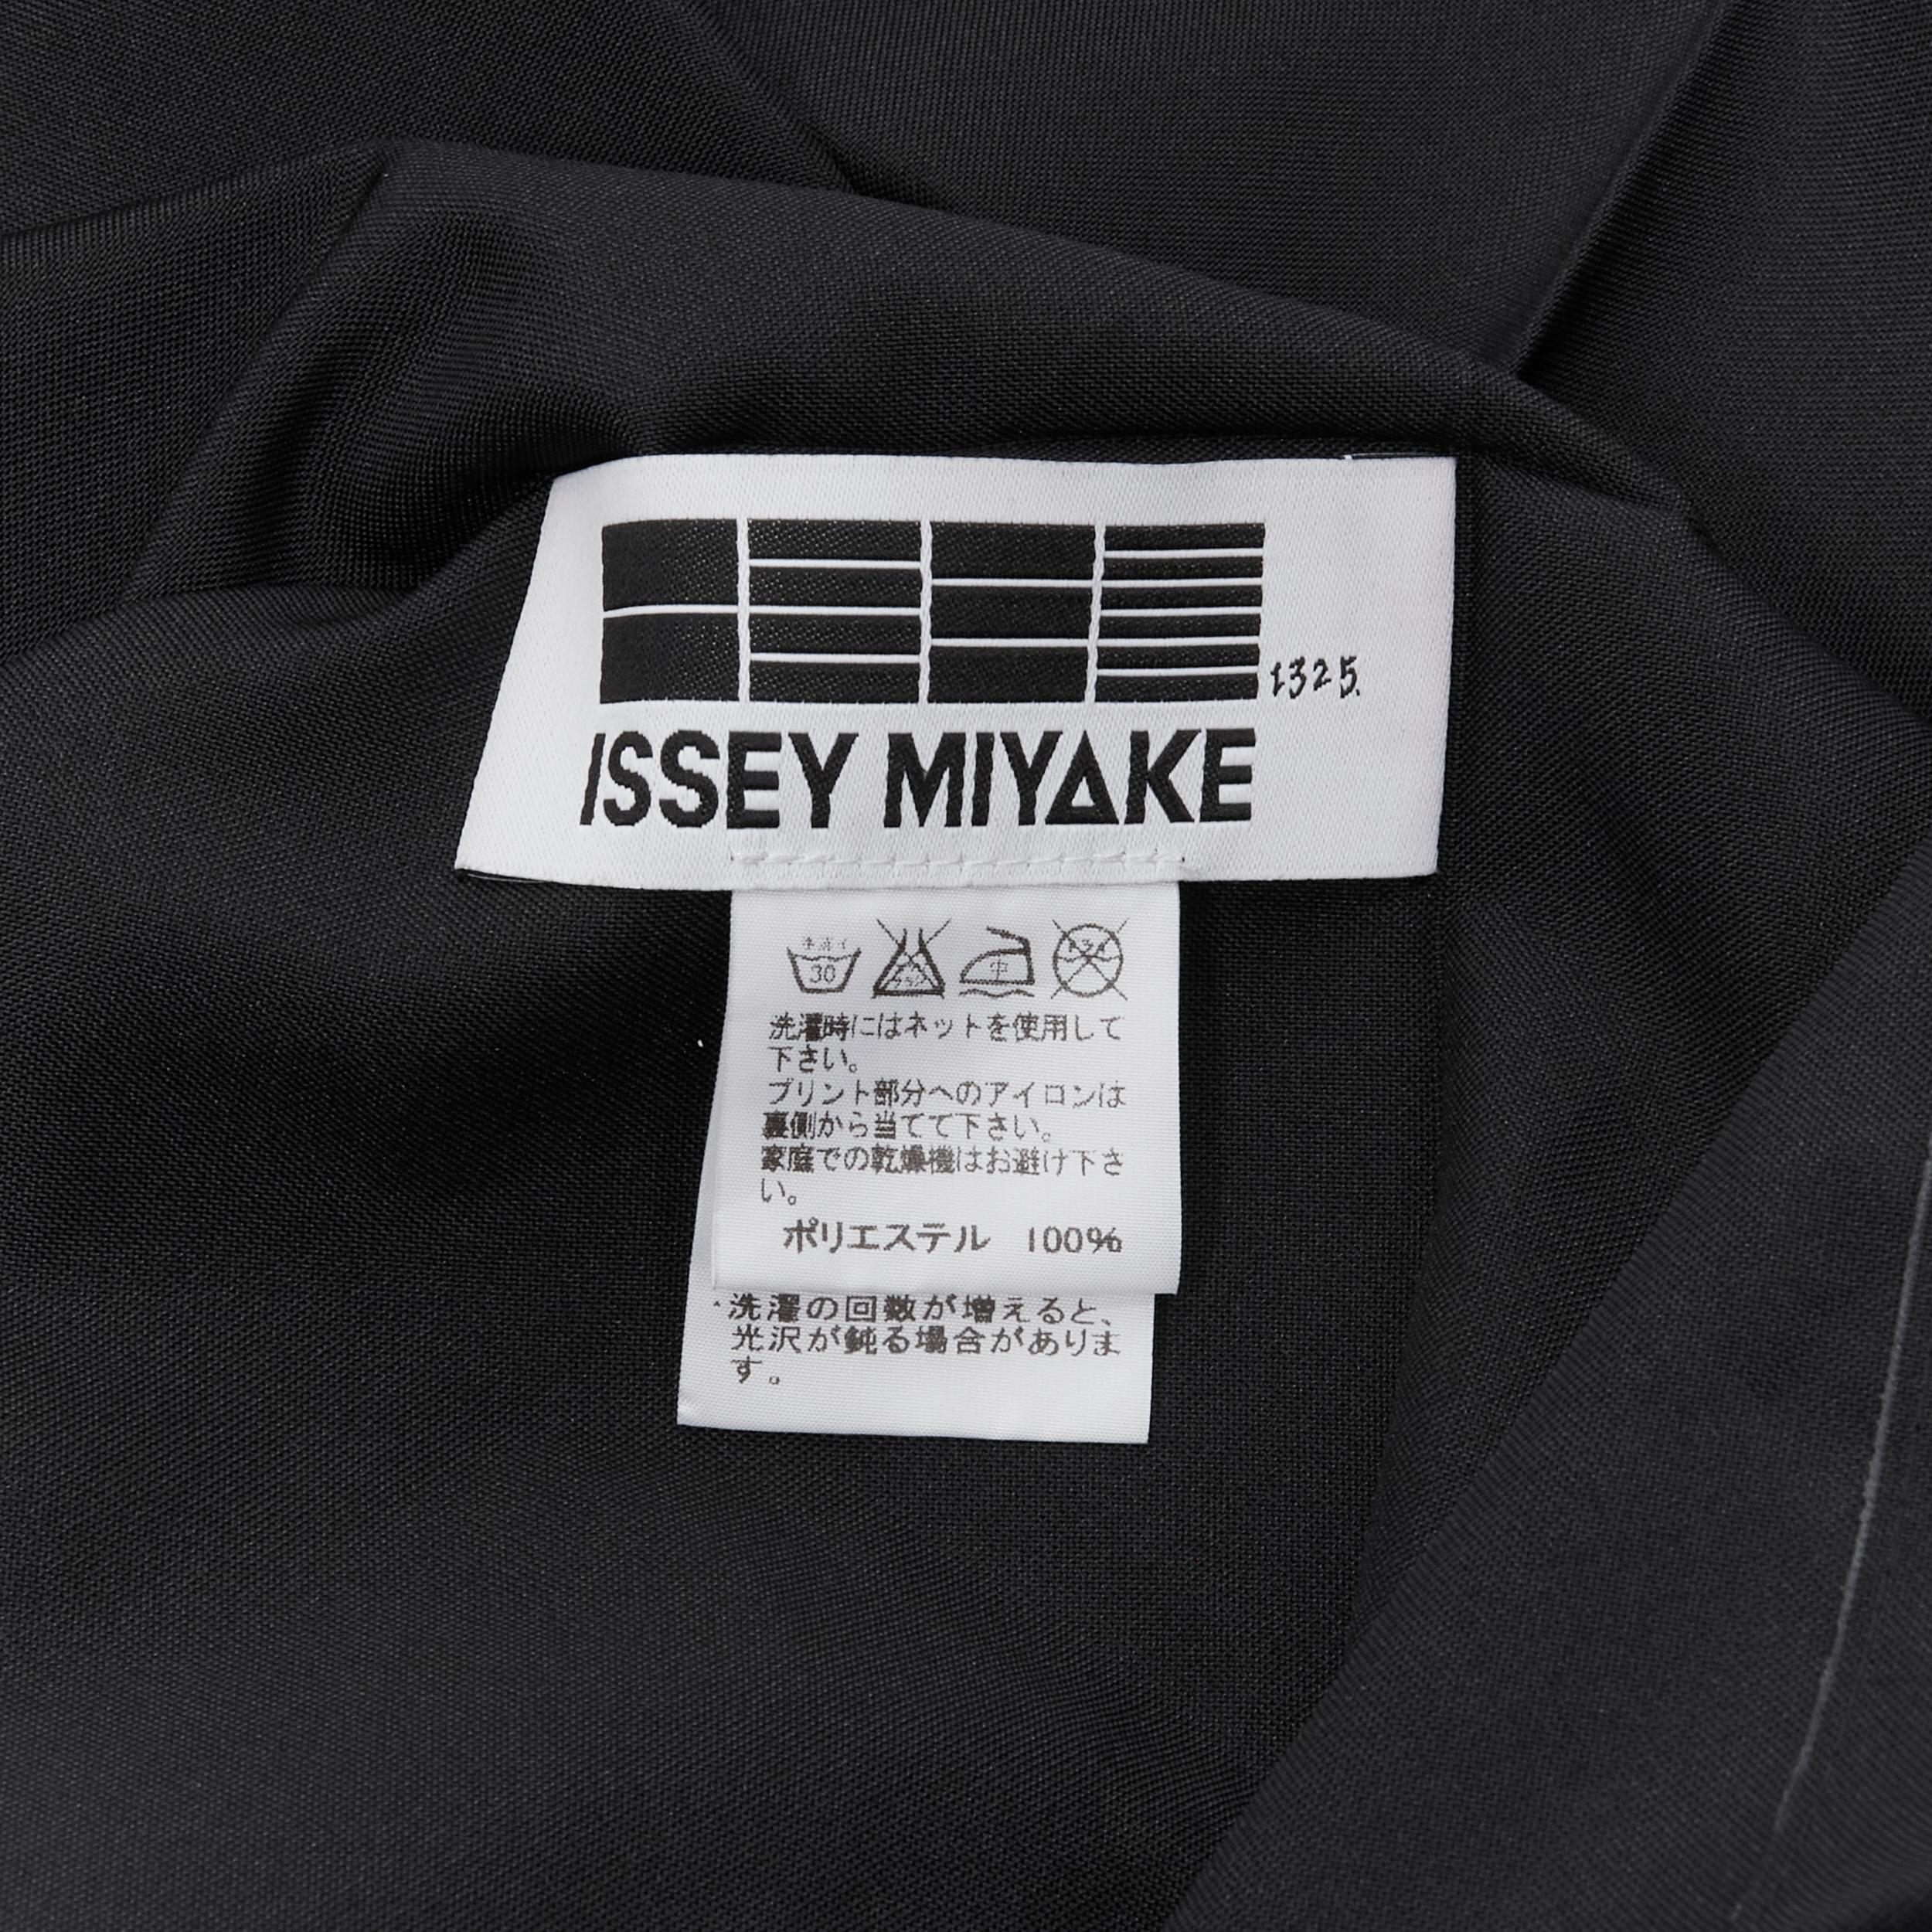 132 5.
ISSEY MIYAKE
ネット
30
中
洗濯時にはネットを使用して
下さい。
プリント部分へのアイロンは
裏側から当てて下さい。
家庭での乾燥機はお避け下さ
い。
ポリエステル 100%
洗濯の回数が増えると、
光沢が鈍る場合がありま
す。